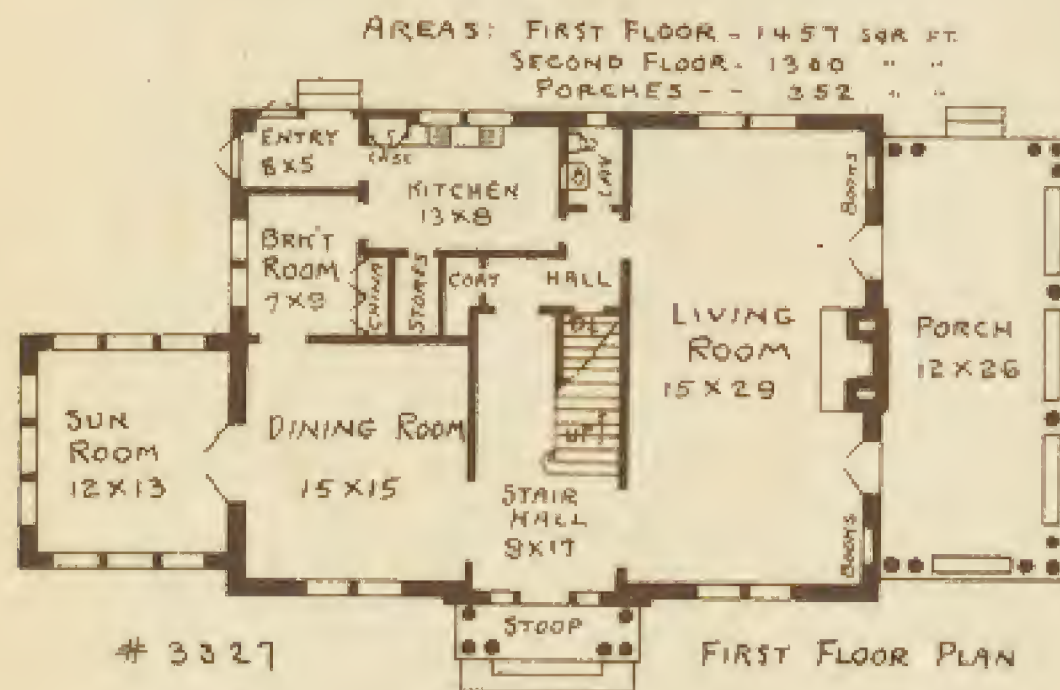 AREAS: FIRST FLOOR - 1457 SQR FT.
SECOND FLOOR - 1300 " "
PORCHES - - 352 " "
ENTRY
8X5
CASE
KITCHEN
13X8
LAV
BOOKS
BRK'T
ROOM
7X9
CHINA
STORES
COAT
HALL
LIVING
ROOM
15X29
PORCH
12X26
SUN
ROOM
12X13
DINING ROOM
15X15
UP
STAIR
HALL
9X17
BOOKS
STOOP
# 3327
FIRST FLOOR PLAN